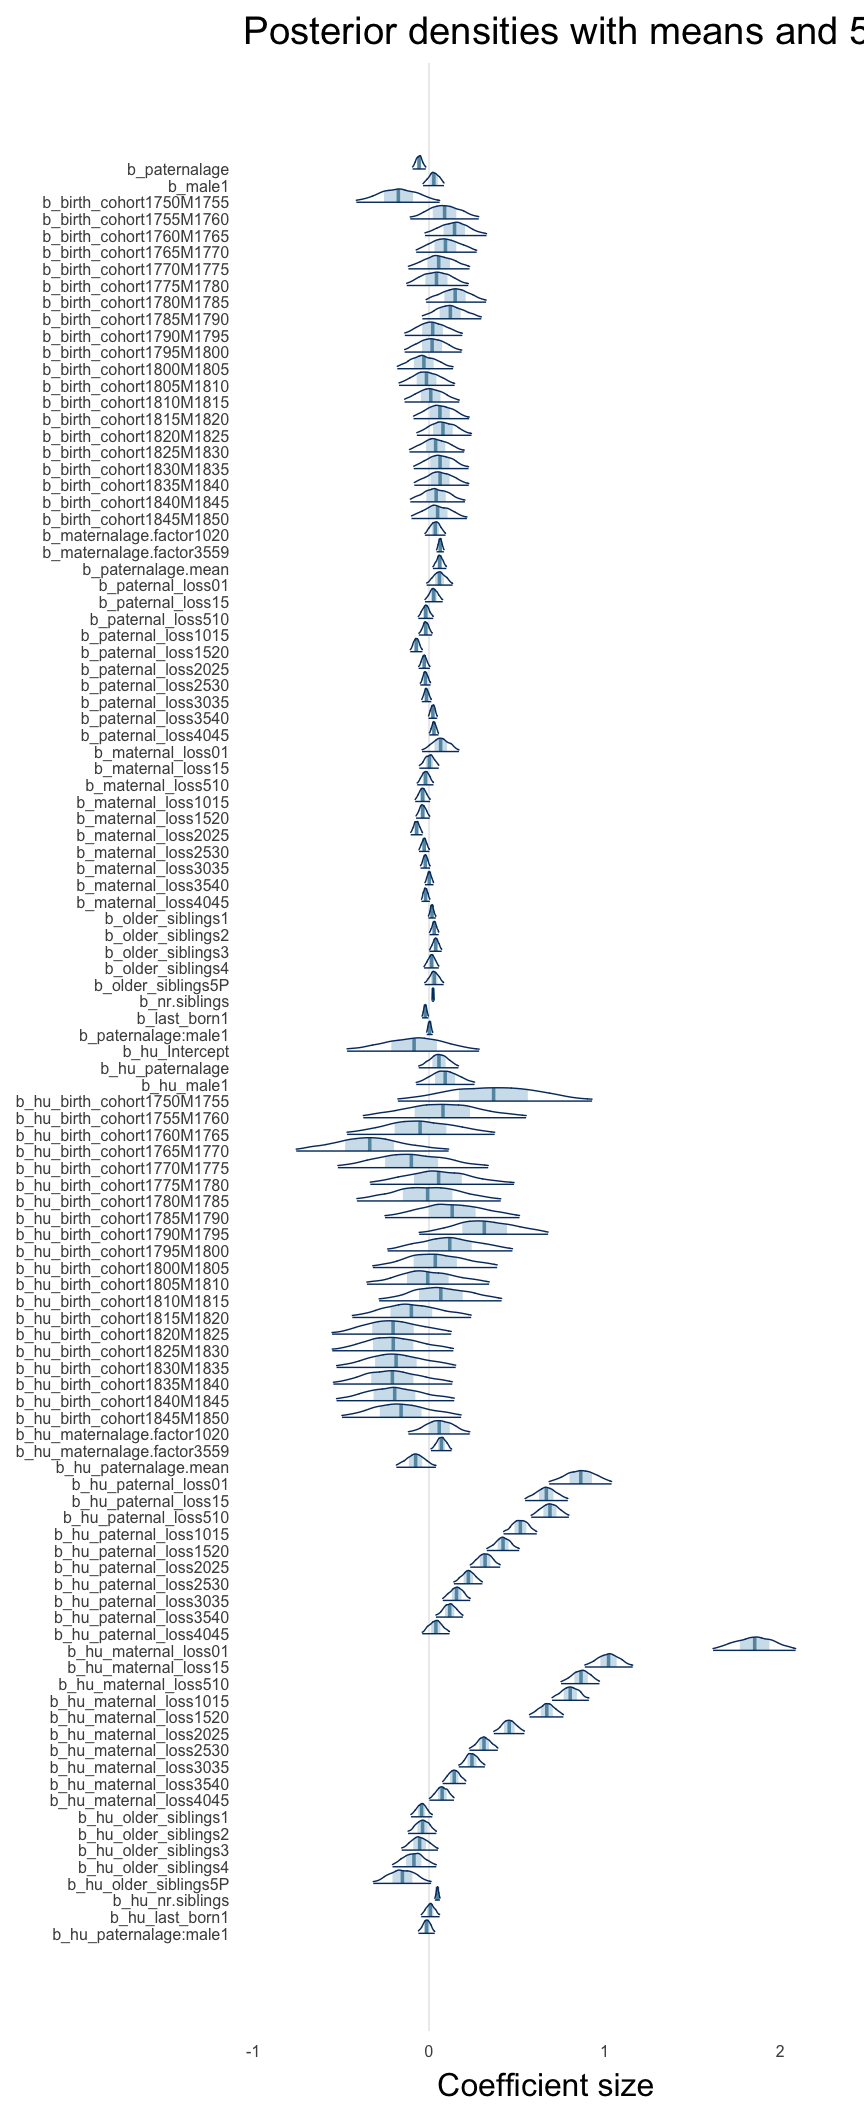 Posterior densities with means and 5
b_paternalage
b_male1
b_birth_cohort1750M1755
b_birth_cohort1755M1760
b_birth_cohort1760M1765
b_birth_cohort1765M1770
b_birth_cohort1770M1775
b_birth_cohort1775M1780
b_birth_cohort1780M1785
b_birth_cohort1785M1790
b_birth_cohort1790M1795
b_birth_cohort1795M1800
b_birth_cohort1800M1805
b_birth_cohort1805M1810
b_birth_cohort1810M1815
b_birth_cohort1815M1820
b_birth_cohort1820M1825
b_birth_cohort1825M1830
b_birth_cohort1830M1835
b_birth_cohort1835M1840
b_birth_cohort1840M1845
b_birth_cohort1845M1850
b_maternalage.factor1020
b_maternalage.factor3559
b_paternalage.mean
b_paternal_loss01
b_paternal_loss15
b_paternal_loss510
b_paternal_loss1015
b_paternal_loss1520
b_paternal_loss2025
b_paternal_loss2530
b_paternal_loss3035
b_paternal_loss3540
b_paternal_loss4045
b_maternal_loss01
b_maternal_loss15
b_maternal_loss510
b_maternal_loss1015
b_maternal_loss1520
b_maternal_loss2025
b_maternal_loss2530
b_maternal_loss3035
b_maternal_loss3540
b_maternal_loss4045
b_older_siblings1
b_older_siblings2
b_older_siblings3
b_older_siblings4
b_older_siblings5P
b_nr.siblings
b_last_born1
b_paternalage:male1
b_hu_Intercept
b_hu_paternalage
b_hu_male1
b_hu_birth_cohort1750M1755
b_hu_birth_cohort1755M1760
b_hu_birth_cohort1760M1765
b_hu_birth_cohort1765M1770
b_hu_birth_cohort1770M1775
b_hu_birth_cohort1775M1780
b_hu_birth_cohort1780M1785
b_hu_birth_cohort1785M1790
b_hu_birth_cohort1790M1795
b_hu_birth_cohort1795M1800
b_hu_birth_cohort1800M1805
b_hu_birth_cohort1805M1810
b_hu_birth_cohort1810M1815
b_hu_birth_cohort1815M1820
b_hu_birth_cohort1820M1825
b_hu_birth_cohort1825M1830
b_hu_birth_cohort1830M1835
b_hu_birth_cohort1835M1840
b_hu_birth_cohort1840M1845
b_hu_birth_cohort1845M1850
b_hu_maternalage.factor1020
b_hu_maternalage.factor3559
b_hu_paternalage.mean
b_hu_paternal_loss01
b_hu_paternal_loss15
b_hu_paternal_loss510
b_hu_paternal_loss1015
b_hu_paternal_loss1520
b_hu_paternal_loss2025
b_hu_paternal_loss2530
b_hu_paternal_loss3035
b_hu_paternal_loss3540
b_hu_paternal_loss4045
b_hu_maternal_loss01
b_hu_maternal_loss15
b_hu_maternal_loss510
b_hu_maternal_loss1015
b_hu_maternal_loss1520
b_hu_maternal_loss2025
b_hu_maternal_loss2530
b_hu_maternal_loss3035
b_hu_maternal_loss3540
b_hu_maternal_loss4045
b_hu_older_siblings1
b_hu_older_siblings2
b_hu_older_siblings3
b_hu_older_siblings4
b_hu_older_siblings5P
b_hu_nr.siblings
b_hu_last_born1
b_hu_paternalage:male1
-1 0 1 2
Coefficient size